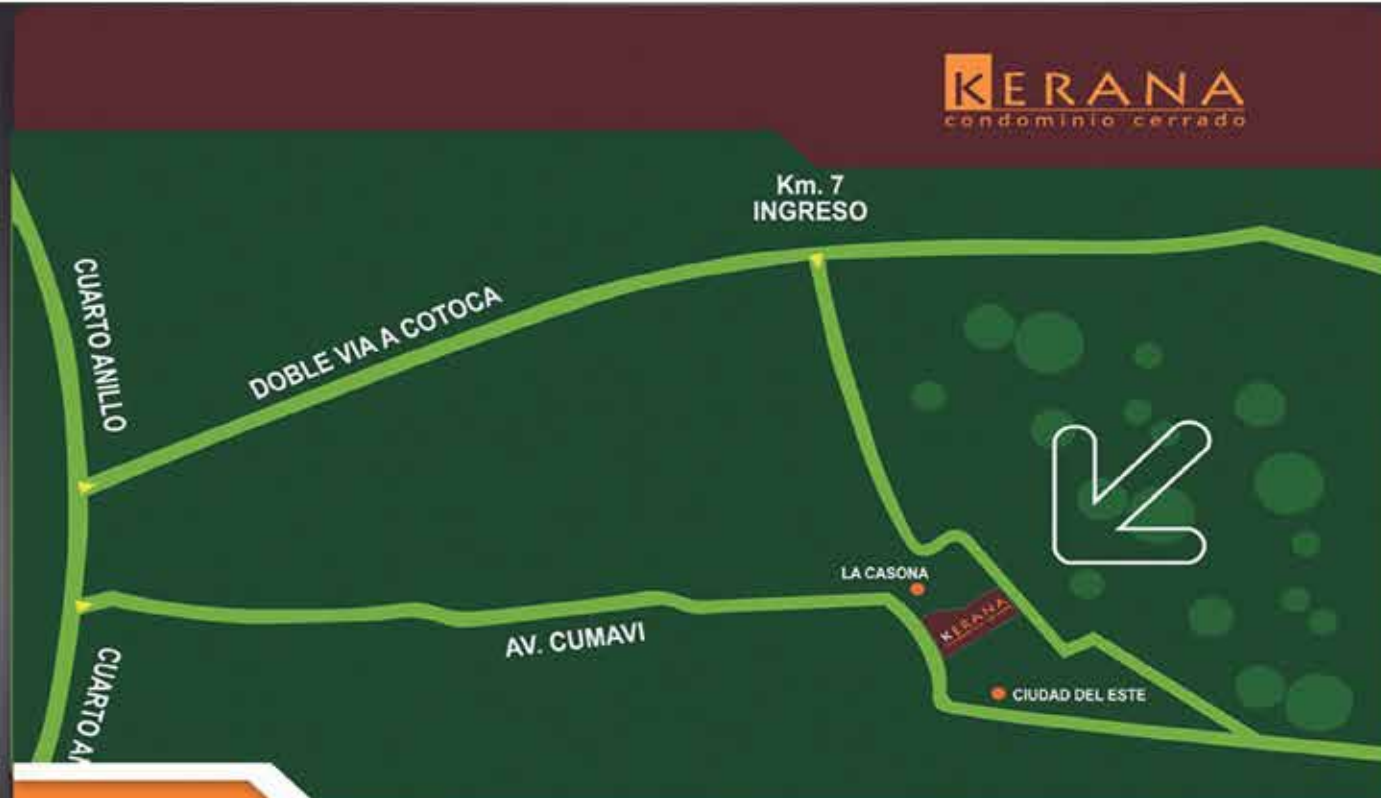 KERANA
condominio cerrado
Km. 7
INGRESO
CUARTO ANILLO
DOBLE VIA A COTOCA
LA CASONA
KERANA
AV. CUMAVI
CIUDAD DEL ESTE
CUARTO